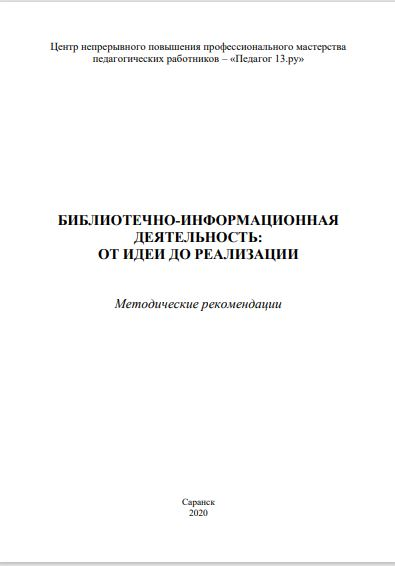 Центр непрерывного повышения профессионального мастерства
педагогических работников – «Педагог 13.ру»
БИБЛИОТЕЧНО-ИНФОРМАЦИОННАЯ
ДЕЯТЕЛЬНОСТЬ:
ОТ ИДЕИ ДО РЕАЛИЗАЦИИ
Методические рекомендации
Саранск
2020